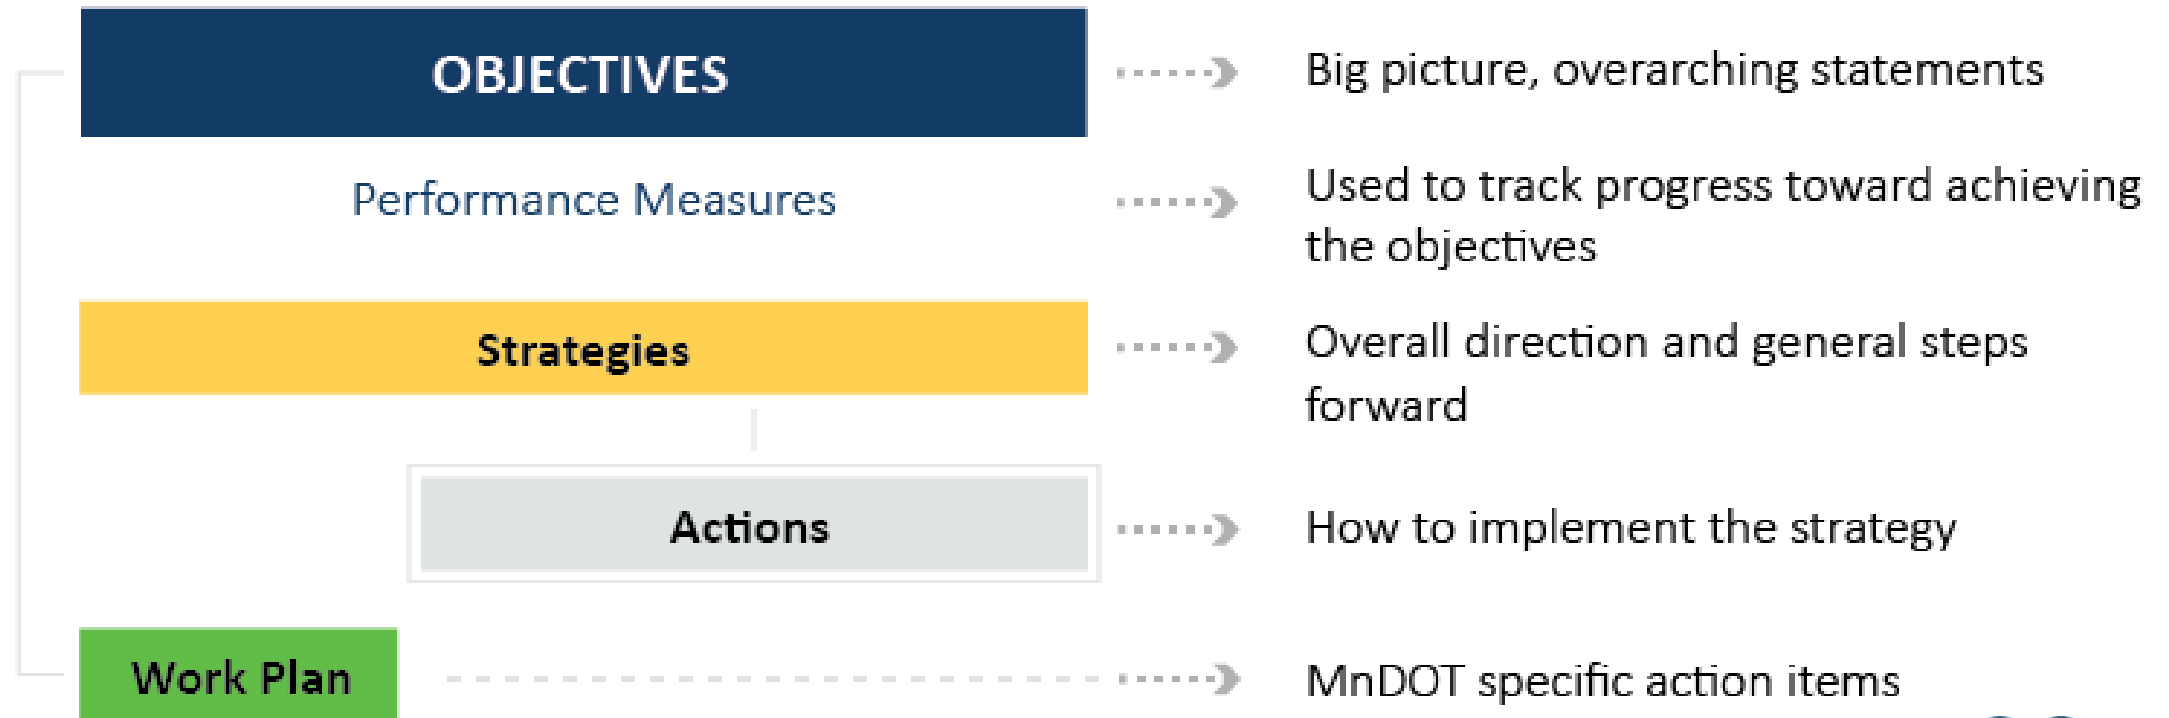 OBJECTIVES
Big picture, overarching statements
Performance Measures
Used to track progress toward achieving
the objectives
Strategies
Overall direction and general steps
forward
Actions
How to implement the strategy
Work Plan
MnDOT specific action items